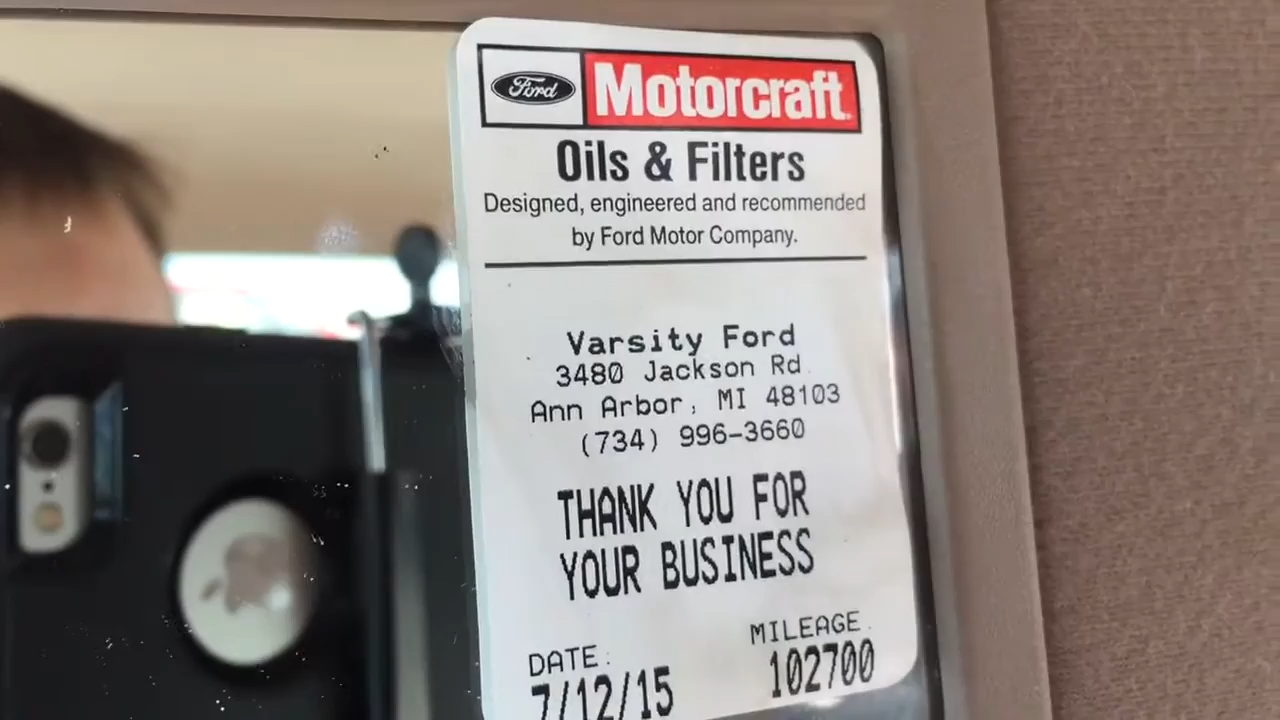 Ford Motorcraft
Oils & Filters
Designed, engineered and recommended
by Ford Motor Company.
Varsity Ford
3480 Jackson Rd.
Ann Arbor, MI 48103
(734) 996-3660
THANK YOU FOR
YOUR BUSINESS
DATE: MILEAGE:
7/12/15 102700